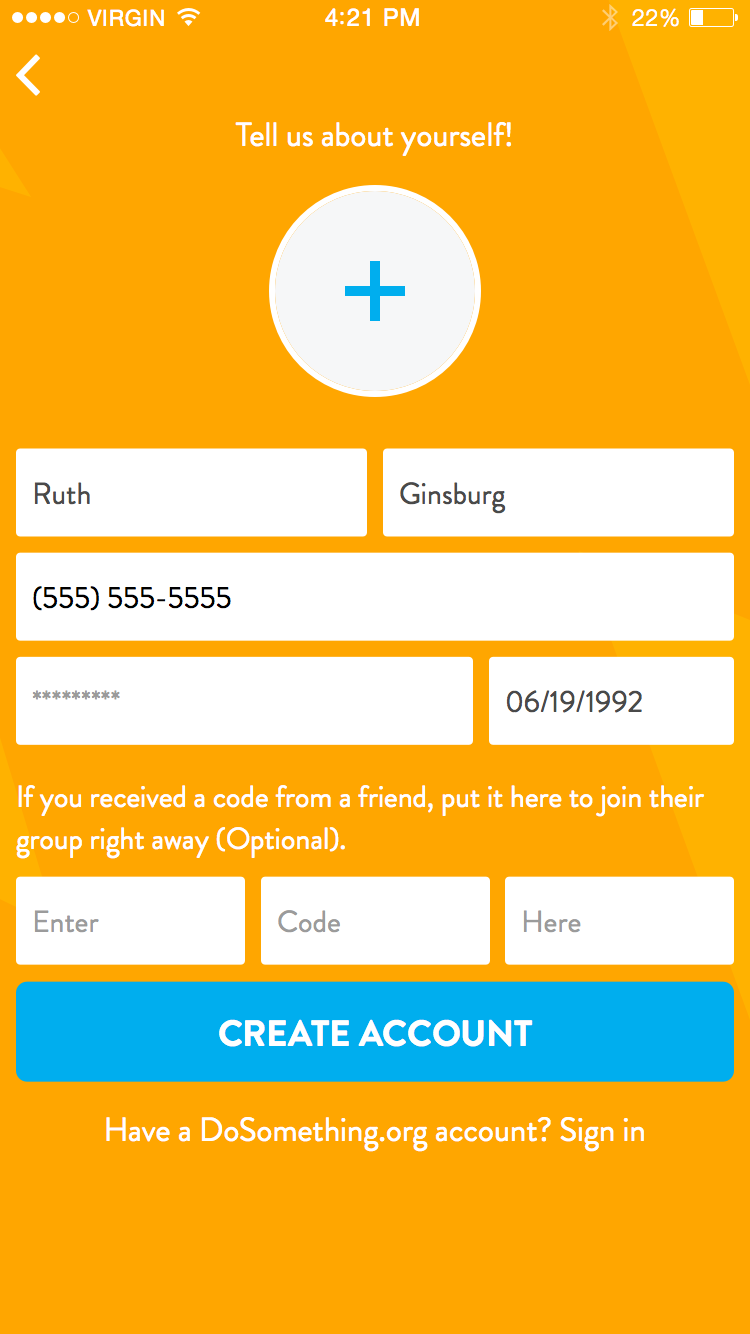 VIRGIN 4:21 PM 22%
Tell us about yourself!
Ruth Ginsburg
(555) 555-5555
********* 06/19/1992
If you received a code from a friend, put it here to join their
group right away (Optional).
Enter Code Here
CREATE ACCOUNT
Have a DoSomething.org account? Sign in